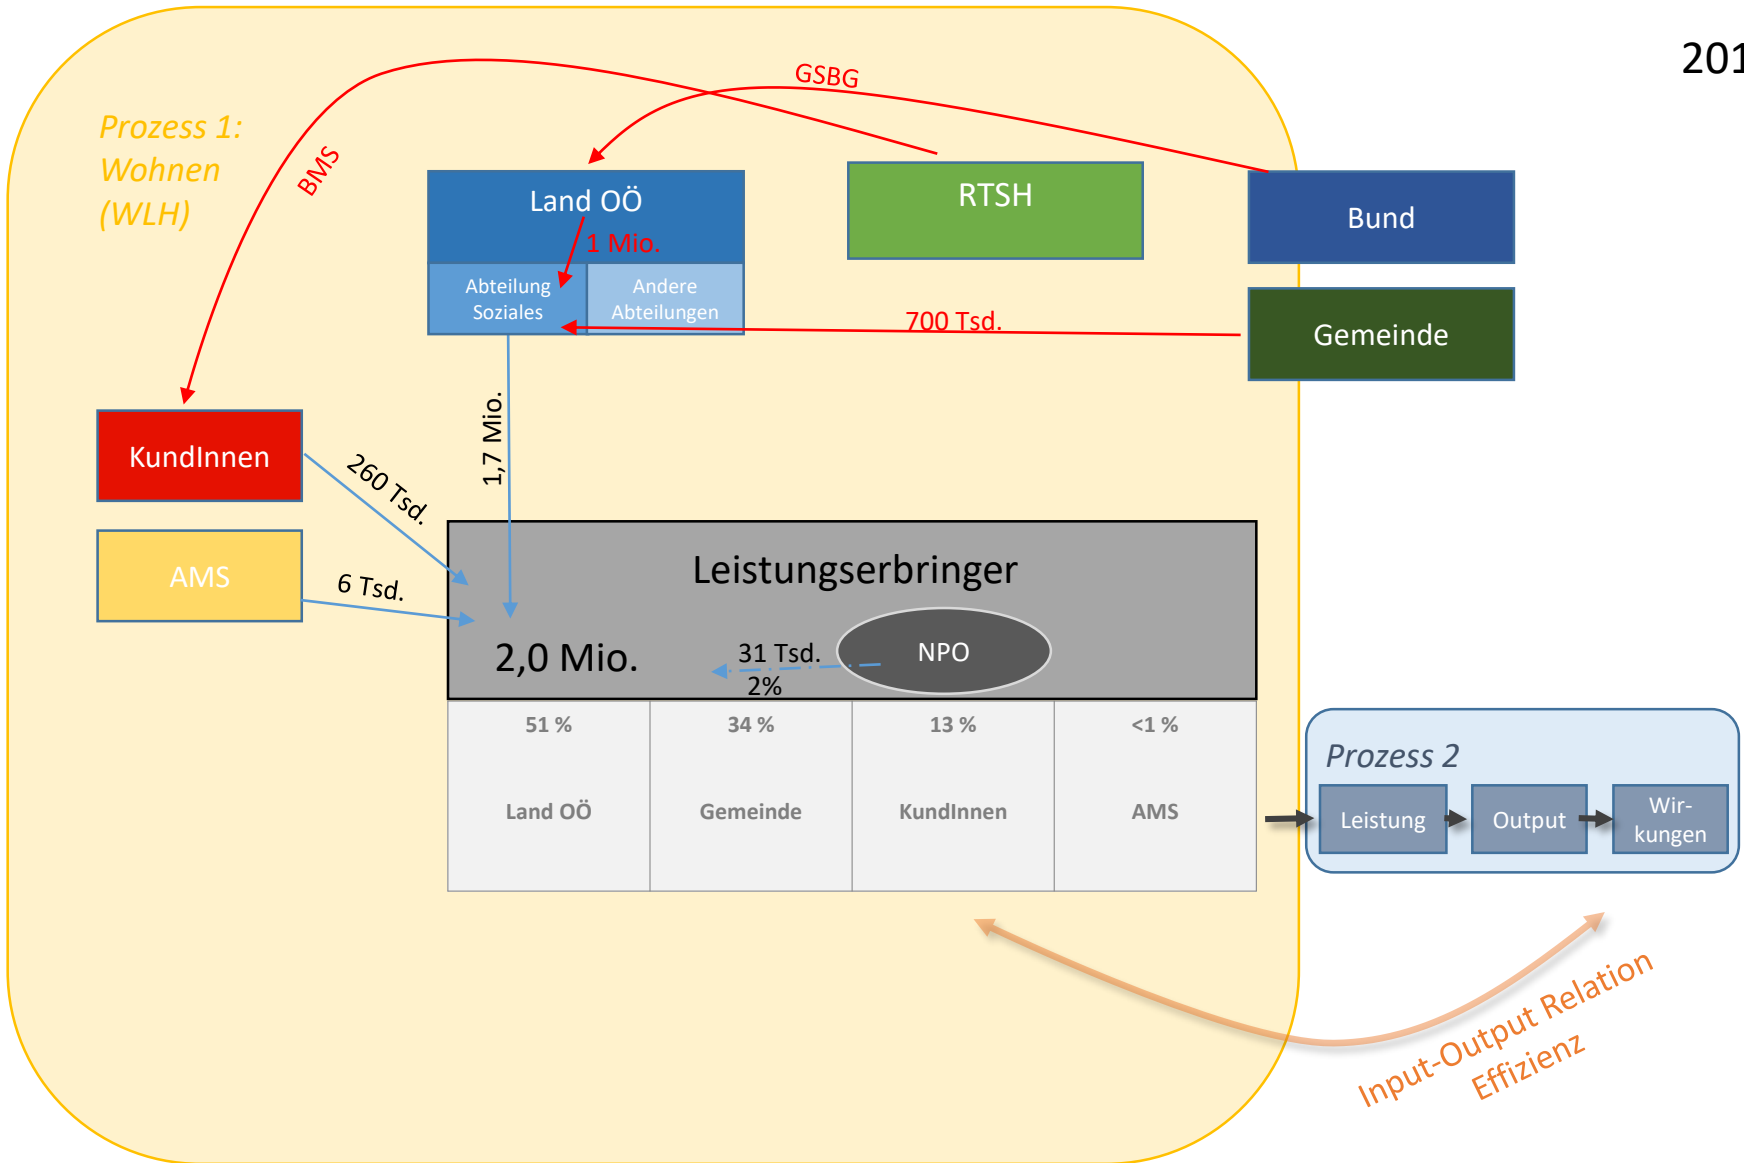 201
GSBG
Prozess 1:
Wohnen
(WLH)
BMS
Land OÖ
RTSH
Bund
1 Mio.
Abteilung
Soziales
Andere
Abteilungen
700 Tsd.
Gemeinde
1,7 Mio.
KundInnen
260 Tsd.
AMS
6 Tsd.
Leistungserbringer
2,0 Mio.
31 Tsd.
2%
NPO
51 %
34 %
13 %
<1 %
Land OÖ
Gemeinde
KundInnen
AMS
Prozess 2
Leistung
Output
Wir-
kungen
Input-Output Relation
Effizienz